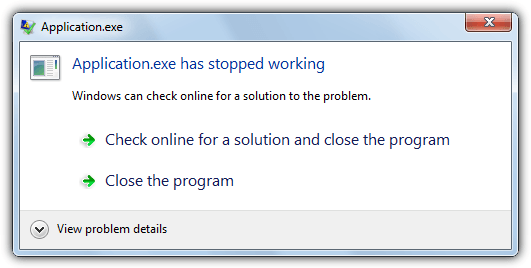 Application.exe
Application.exe has stopped working
Windows can check online for a solution to the problem.
Check online for a solution and close the program
Close the program
View problem details